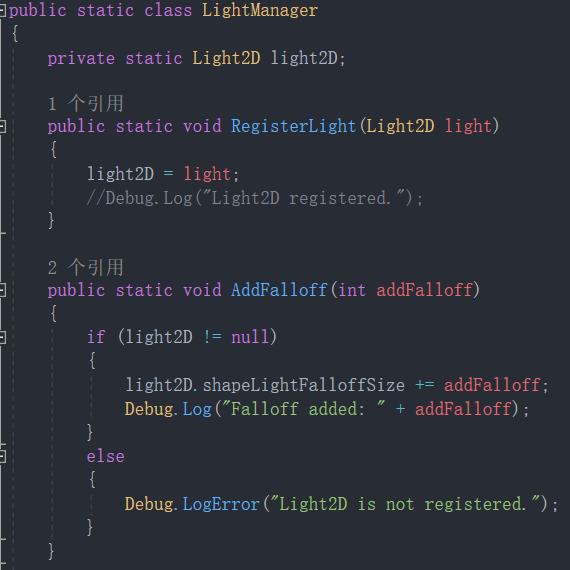 public static class LightManager
{
private static Light2D light2D;
1 个引用
public static void RegisterLight(Light2D light)
{
light2D = light;
//Debug.Log("Light2D registered.");
}
2 个引用
public static void AddFalloff(int addFalloff)
{
if (light2D != null)
{
light2D.shapeLightFalloffSize += addFalloff;
Debug.Log("Falloff added: " + addFalloff);
}
else
{
Debug.LogError("Light2D is not registered.");
}
}